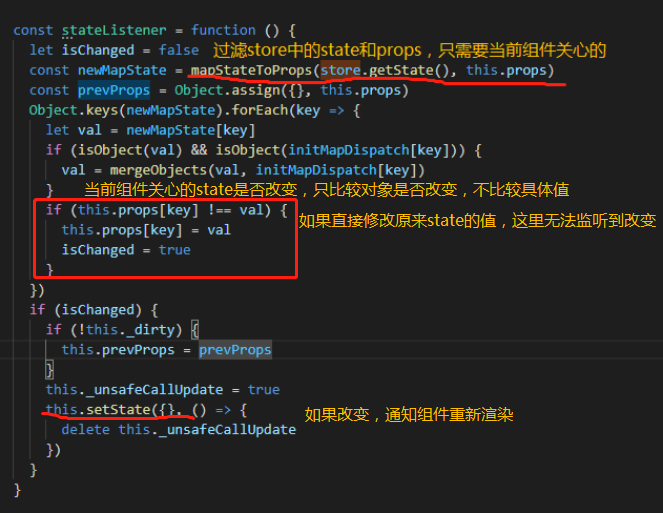 const stateListener = function () {
let isChanged = false 过滤store中的state和props，只需要当前组件关心的
const newMapState = mapStateToProps(store.getState(), this.props)
const prevProps = Object.assign({}, this.props)
Object.keys(newMapState).forEach(key => {
let val = newMapState[key]
if (isObject(val) && isObject(initMapDispatch[key])) {
val = mergeObjects(val, initMapDispatch[key])
} 当前组件关心的state是否改变，只比较对象是否改变，不比较具体值
if (this.props[key] !== val) { 如果直接修改原来state的值，这里无法监听到改变
this.props[key] = val
isChanged = true
}
})
if (isChanged) {
if (!this._dirty) {
this.prevProps = prevProps
}
this._unsafeCallUpdate = true
this.setState({}, () => { 如果改变，通知组件重新渲染
delete this._unsafeCallUpdate
})
}
}